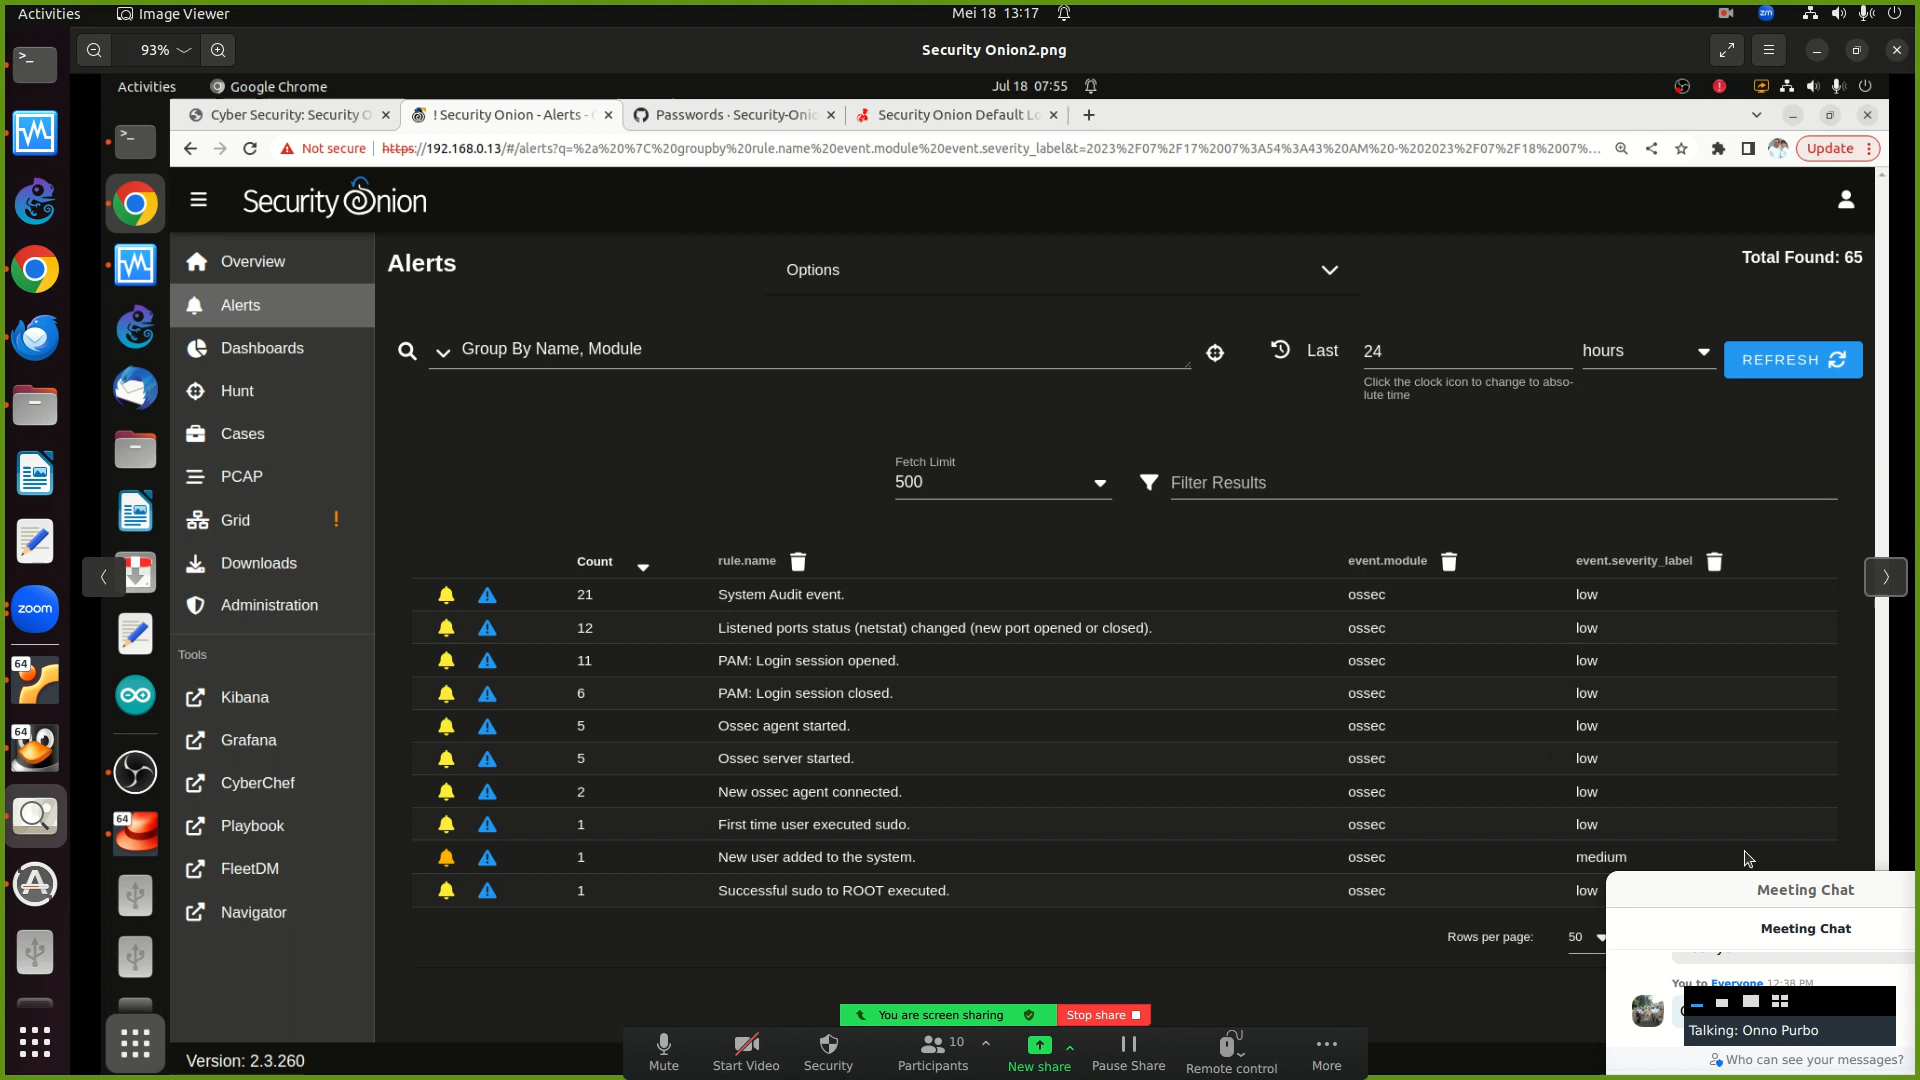 Activities Image Viewer Mei 18 13:17 zm
93% Security Onion2.png
Activities Google Chrome Jul 18 07:55
Cyber Security: Security O ! Security Onion - Alerts - Passwords · Security-Onio Security Onion Default Lo
Not secure https://192.168.0.13/#/alerts?q=%2a%20%7C%20groupby%20rule.name%20event.module%20event.severity_label&t=2023%2F07%2F17%2007%3A54%3A43%20AM%20-%202023%2F07%2F18%2007%... Update
Security Onion
Overview
Alerts
Dashboards
Hunt
Cases
PCAP
Grid !
Downloads
Administration
Tools
Kibana
Grafana
CyberChef
Playbook
FleetDM
Navigator
Version: 2.3.260
Alerts Options Total Found: 65
Group By Name, Module Last 24 hours REFRESH
Click the clock icon to change to abso-
lute time
Fetch Limit
500 Filter Results
Count rule.name event.module event.severity_label
21 System Audit event. ossec low
12 Listened ports status (netstat) changed (new port opened or closed). ossec low
11 PAM: Login session opened. ossec low
6 PAM: Login session closed. ossec low
5 Ossec agent started. ossec low
5 Ossec server started. ossec low
2 New ossec agent connected. ossec low
1 First time user executed sudo. ossec low
1 New user added to the system. ossec medium
1 Successful sudo to ROOT executed. ossec low
Rows per page: 50
zoom
64
64
64
Meeting Chat
Meeting Chat
You to Everyone 12:38 PM
Talking: Onno Purbo
Who can see your messages?
You are screen sharing Stop share
10
Mute Start Video Security Participants New share Pause Share Remote control More